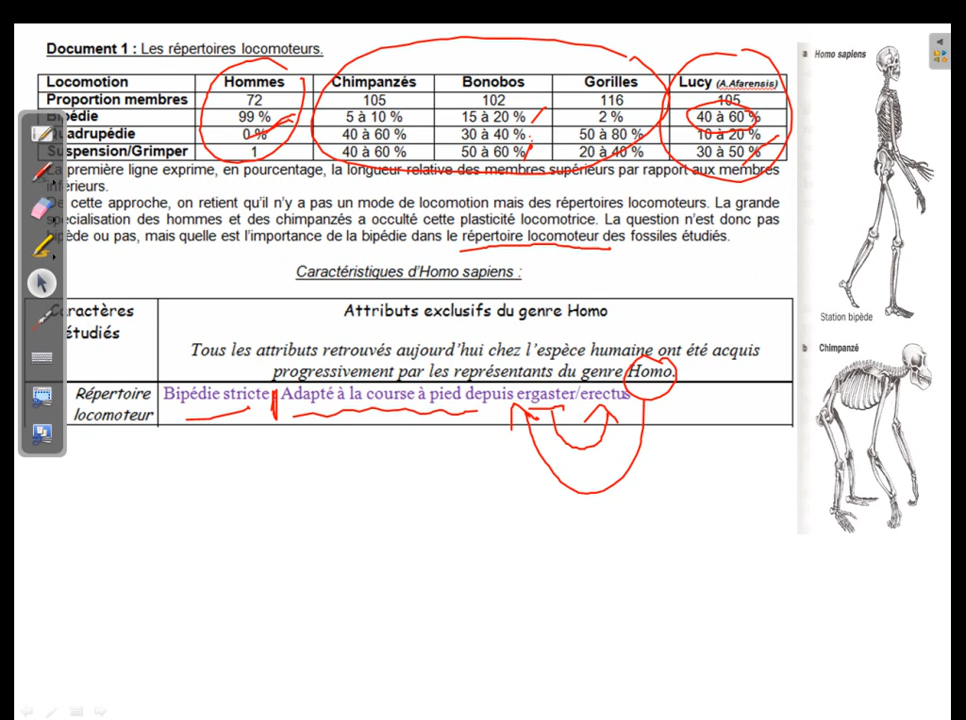 Document 1 : Les répertoires locomoteurs.
Locomotion Hommes Chimpanzés Bonobos Gorilles Lucy (A.Afarensis)
Proportion membres 72 105 102 116 105
Bipédie 99 % 5 à 10 % 15 à 20 % 2 % 40 à 60 %
Quadrupédie 0 % 40 à 60 % 30 à 40 % 50 à 80 % 10 à 20 %
Suspension/Grimper 1 40 à 60 % 50 à 60 % 20 à 40 % 30 à 50 %
La première ligne exprime, en pourcentage, la longueur relative des membres supérieurs par rapport aux membres
inférieurs.
De cette approche, on retient qu'il n'y a pas un mode de locomotion mais des répertoires locomoteurs. La grande
spécialisation des hommes et des chimpanzés a occulté cette plasticité locomotrice. La question n'est donc pas
bipède ou pas, mais quelle est l'importance de la bipédie dans le répertoire locomoteur des fossiles étudiés.
Caractéristiques d'Homo sapiens :
Caractères
étudiés
Attributs exclusifs du genre Homo
Tous les attributs retrouvés aujourd'hui chez l'espèce humaine ont été acquis
progressivement par les représentants du genre Homo.
Répertoire
locomoteur
Bipédie stricte Adapté à la course à pied depuis ergaster/erectus
a Homo sapiens
Station bipède
b Chimpanzé